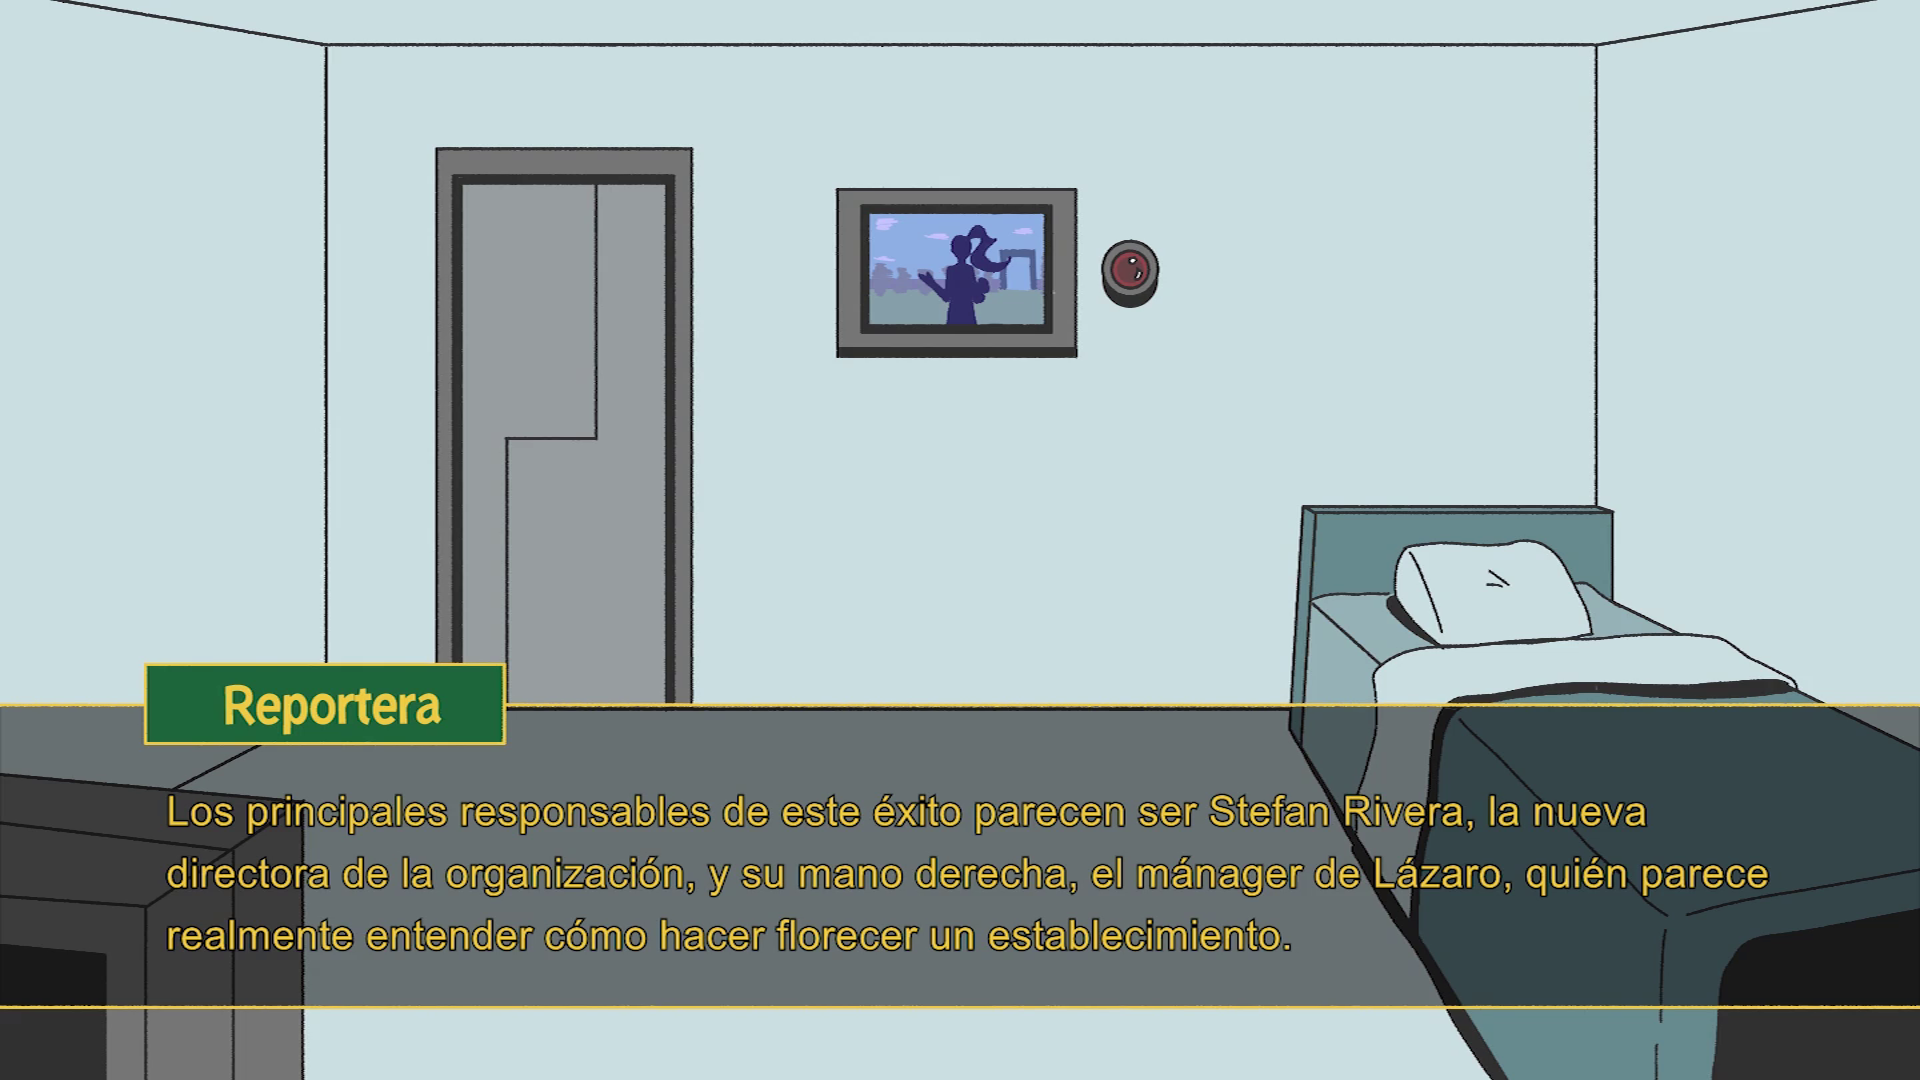 Reportera
Los principales responsables de este éxito parecen ser Stefan Rivera, la nueva
directora de la organización, y su mano derecha, el mánager de Lázaro, quién parece
realmente entender cómo hacer florecer un establecimiento.